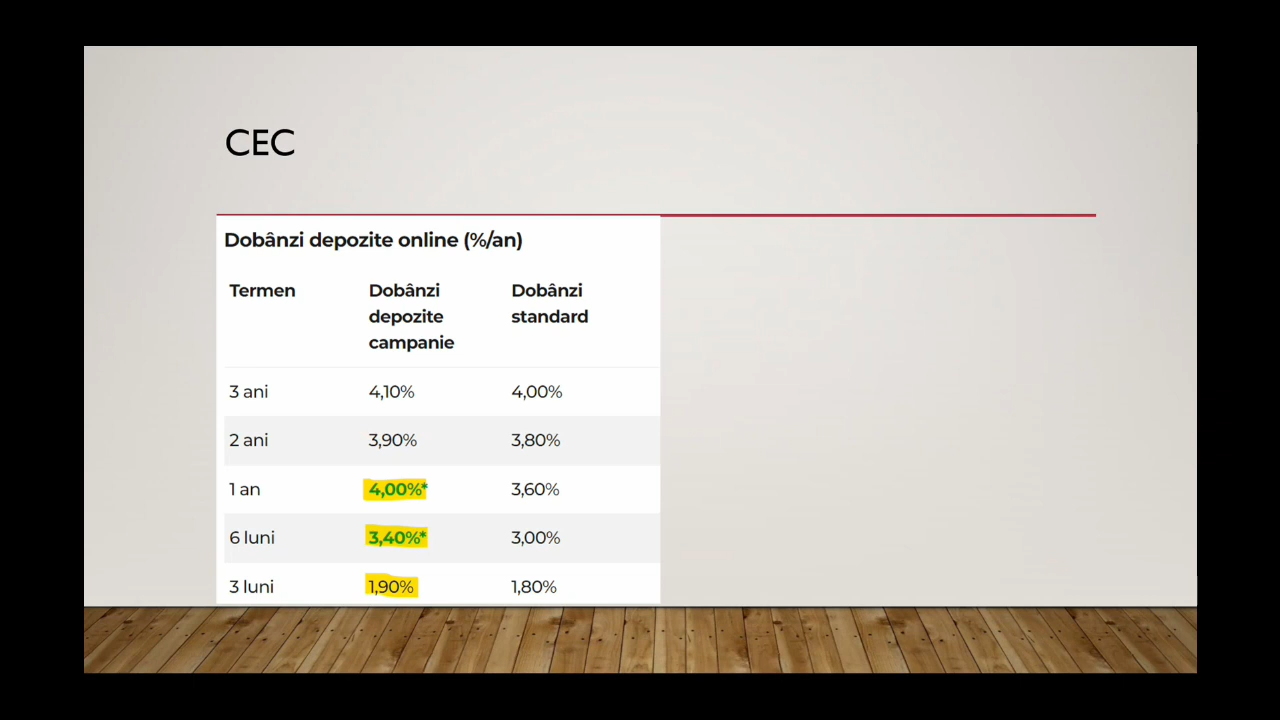 CEC
Dobânzi depozite online (%/an)
Termen Dobânzi depozite campanie Dobânzi standard
3 ani 4,10% 4,00%
2 ani 3,90% 3,80%
1 an 4,00%* 3,60%
6 luni 3,40%* 3,00%
3 luni 1,90% 1,80%